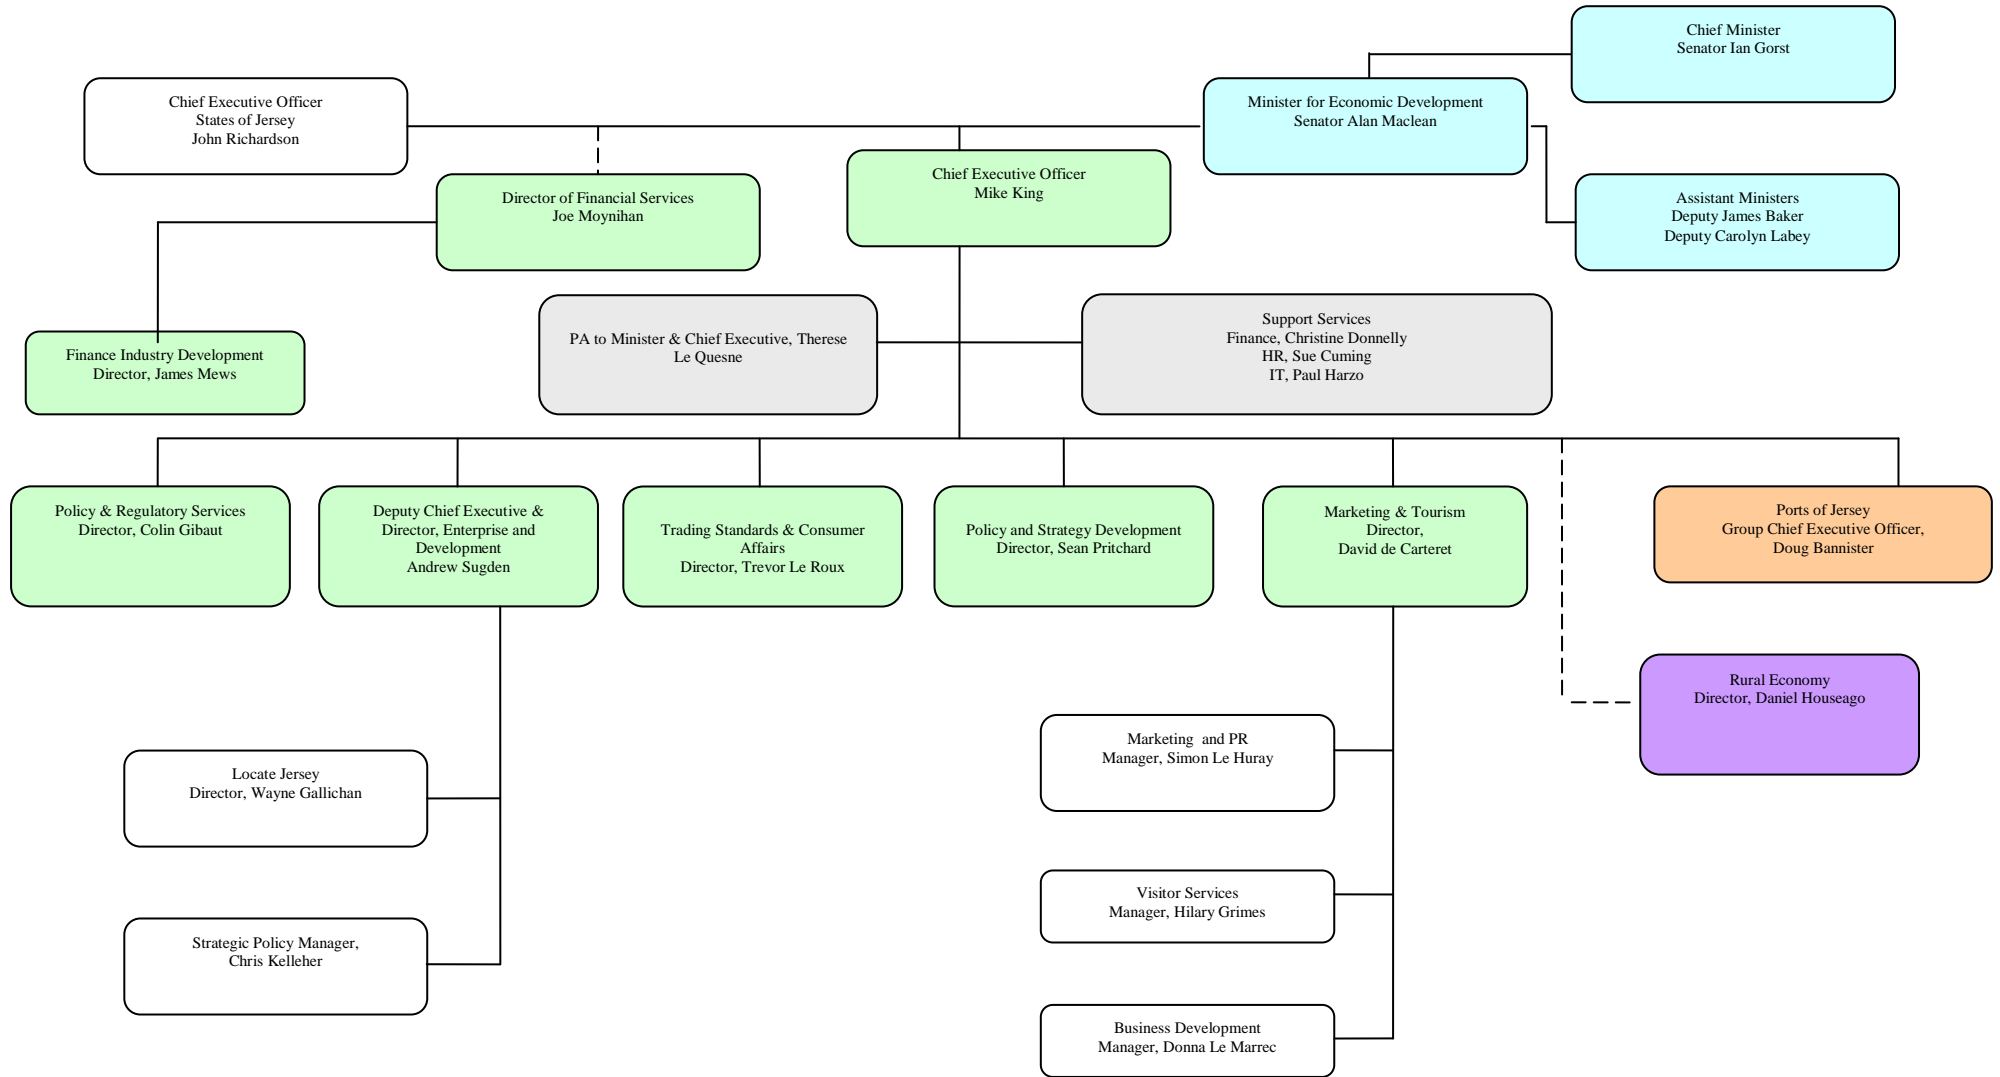 Chief Minister
Senator Ian Gorst
Chief Executive Officer
States of Jersey
John Richardson
Minister for Economic Development
Senator Alan Maclean
Chief Executive Officer
Mike King
Director of Financial Services
Joe Moynihan
Assistant Ministers
Deputy James Baker
Deputy Carolyn Labey
PA to Minister & Chief Executive, Therese
Le Quesne
Support Services
Finance, Christine Donnelly
HR, Sue Cuming
IT, Paul Harzo
Finance Industry Development
Director, James Mews
Policy & Regulatory Services
Director, Colin Gibaut
Deputy Chief Executive &
Director, Enterprise and
Development
Andrew Sugden
Trading Standards & Consumer
Affairs
Director, Trevor Le Roux
Policy and Strategy Development
Director, Sean Pritchard
Marketing & Tourism
Director,
David de Carteret
Ports of Jersey
Group Chief Executive Officer,
Doug Bannister
Rural Economy
Director, Daniel Houseago
Locate Jersey
Director, Wayne Gallichan
Marketing  and PR
Manager, Simon Le Huray
Visitor Services
Manager, Hilary Grimes
Strategic Policy Manager,
Chris Kelleher
Business Development
Manager, Donna Le Marrec